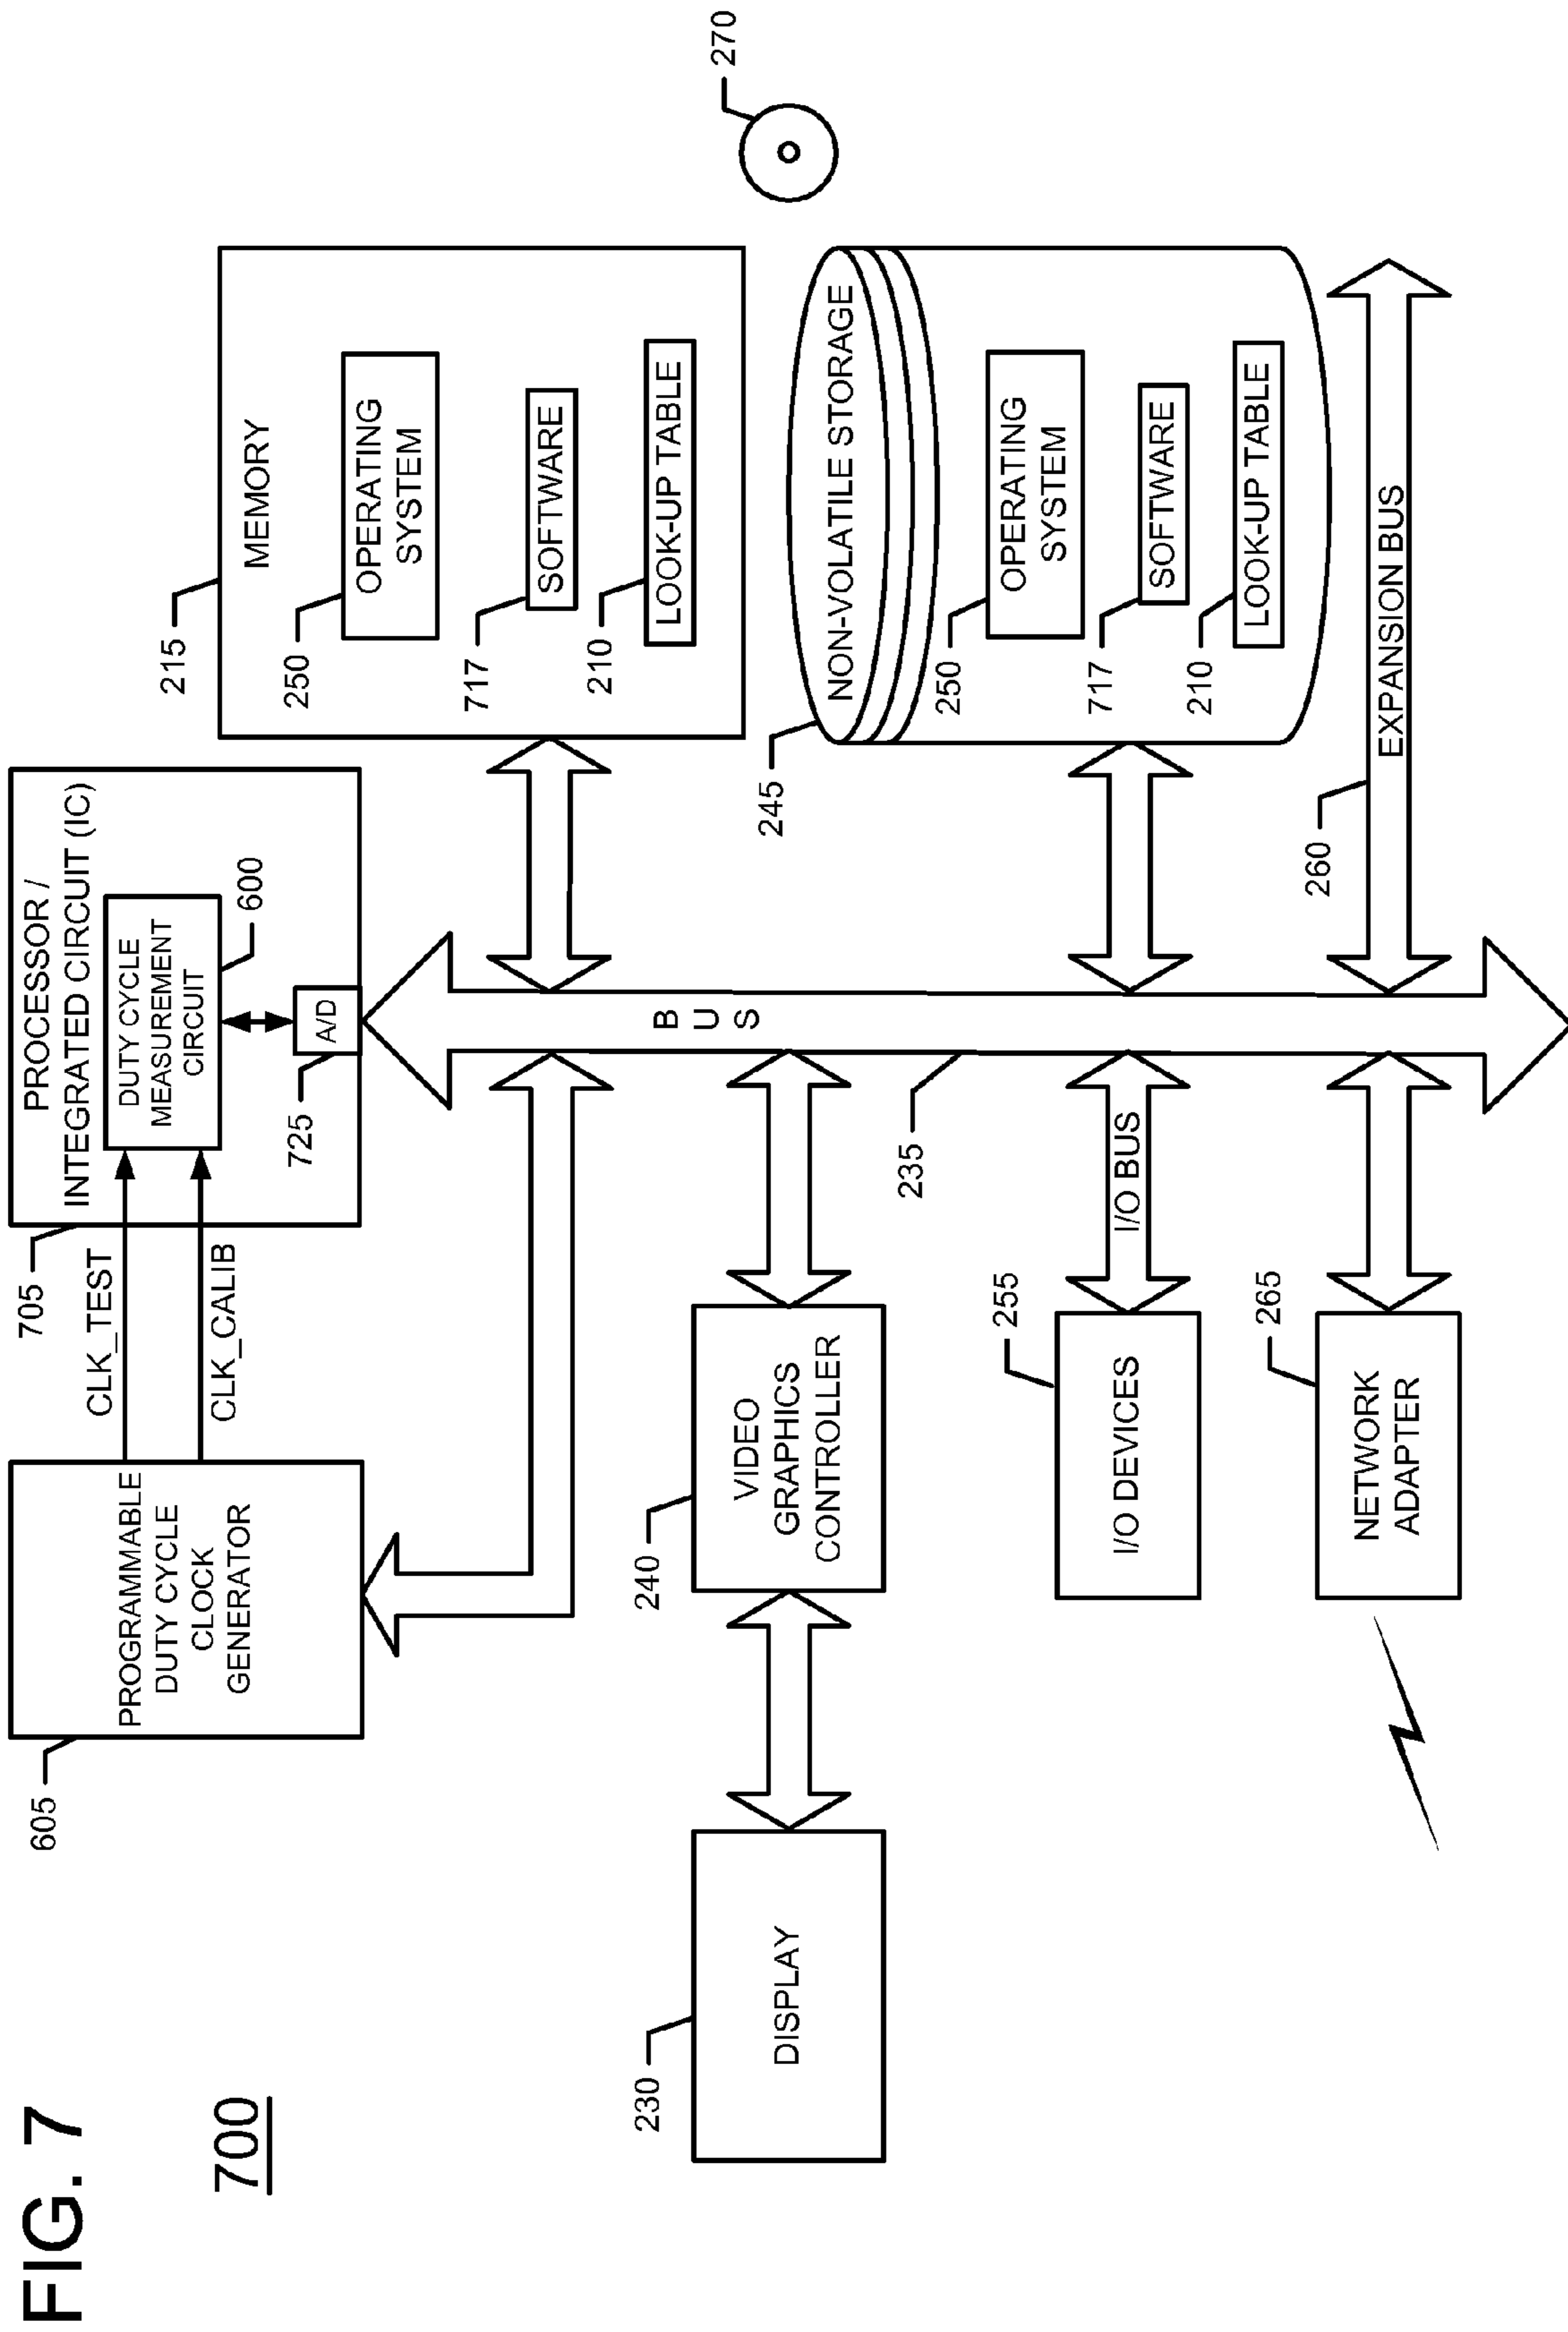 FIG. 7
700
605
PROGRAMMABLE
DUTY CYCLE
CLOCK
GENERATOR
CLK_TEST
CLK_CALIB
705
PROCESSOR /
INTEGRATED CIRCUIT (IC)
DUTY CYCLE
MEASUREMENT
CIRCUIT
600
725
A/D
215
MEMORY
250
OPERATING
SYSTEM
717
SOFTWARE
210
LOOK-UP TABLE
270
230
DISPLAY
240
VIDEO
GRAPHICS
CONTROLLER
BUS
235
245
NON-VOLATILE STORAGE
250
OPERATING
SYSTEM
717
SOFTWARE
210
LOOK-UP TABLE
255
I/O DEVICES
I/O BUS
265
NETWORK
ADAPTER
260
EXPANSION BUS